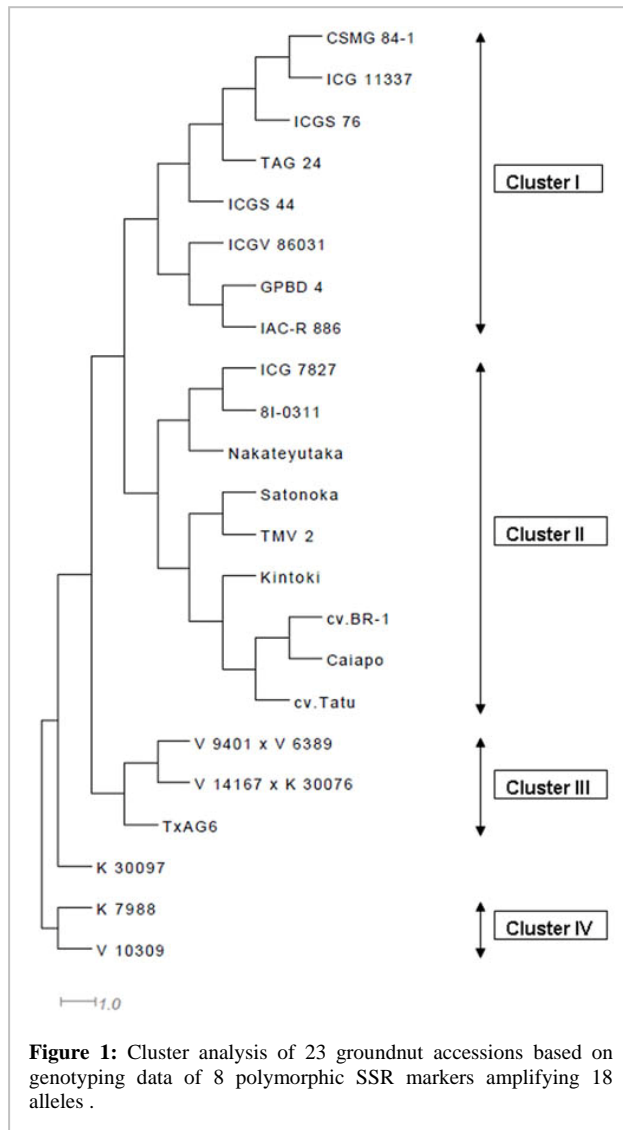 CSMG 84-1
ICG 11337
ICGS 76
TAG 24
Cluster I
ICGS 44
ICGV 86031
GPBD 4
IAC-R 886
ICG 7827
8I-0311
Nakateyutaka
Satonoka
Cluster II
TMV 2
Kintoki
cv.BR-1
Caiapo
cv.Tatu
V 9401 x V 6389
V 14167 x K 30076
Cluster III
TxAG6
K 30097
K 7988
Cluster IV
V 10309
1.0
Figure 1: Cluster analysis of 23 groundnut accessions based on
genotyping data of 8 polymorphic SSR markers amplifying 18
alleles .